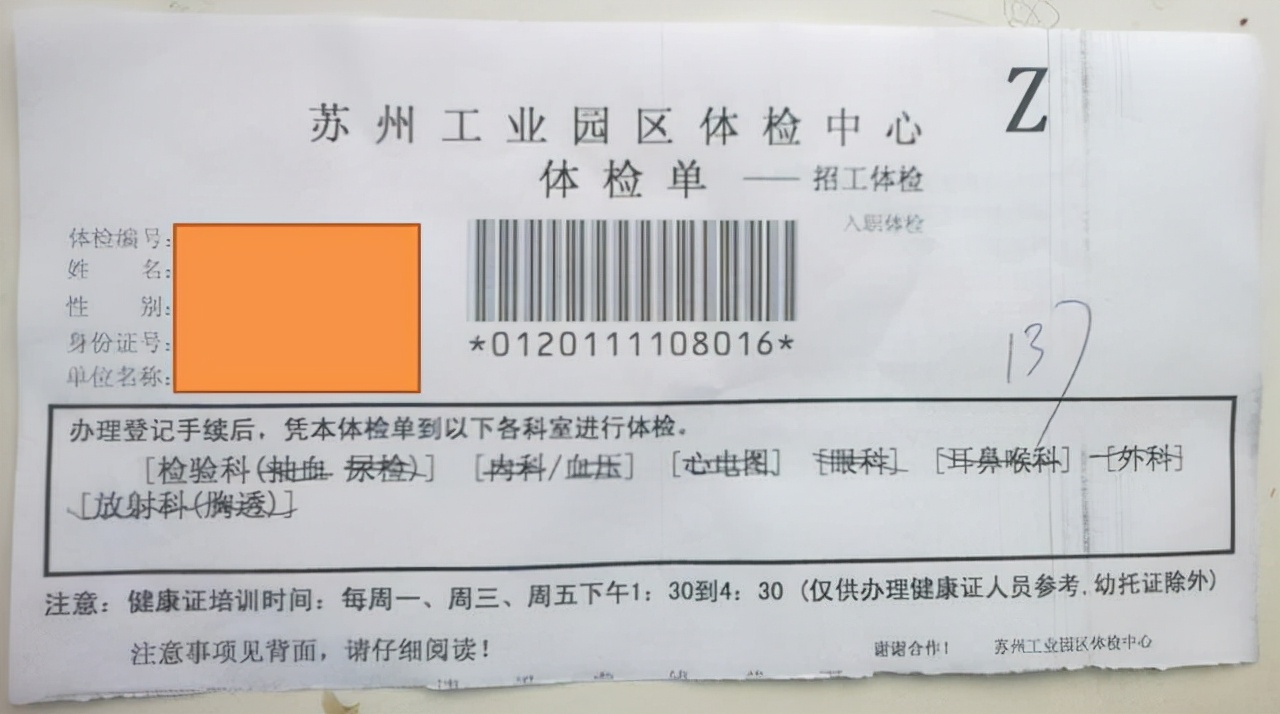 Z
苏州工业园区体检中心
体检单 —— 招工体检
入职体检
体检编号:
姓 名:
性 别:
身份证号:
单位名称:
*0120111108016*
137
办理登记手续后，凭本体检单到以下各科室进行体检。
[检验科(抽血 尿检)] [内科/血压] [心电图] [眼科] [耳鼻喉科] [外科]
[放射科(胸透)]
注意：健康证培训时间：每周一、周三、周五下午1：30到4：30（仅供办理健康证人员参考，幼托证除外）
注意事项见背面，请仔细阅读！
谢谢合作！ 苏州工业园区体检中心